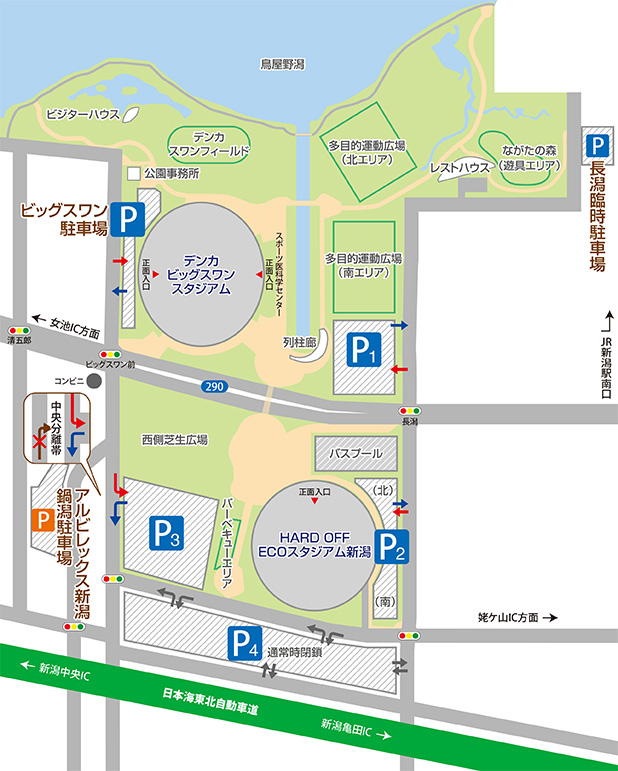 鳥屋野潟
ビジターハウス
デンカ
スワンフィールド
多目的運動広場
(北エリア)
ながたの森
(遊具エリア)
レストハウス
P
長潟臨時駐車場
公園事務所
ビッグスワン
駐車場
P
デンカ
ビッグスワン
スタジアム
正面入口
正面入口
スポーツ医科学センター
多目的運動広場
(南エリア)
列柱廊
P1
女池IC方面
清五郎
ビッグスワン前
コンビニ
290
長潟
JR新潟駅南口
中央分離帯
西側芝生広場
バスプール
P
アルビレックス新潟
鍋潟駐車場
P3
バーベキューエリア
正面入口
HARD OFF
ECOスタジアム新潟
(北)
P2
(南)
姥ケ山IC方面
P4
通常時閉鎖
新潟中央IC
日本海東北自動車道
新潟亀田IC